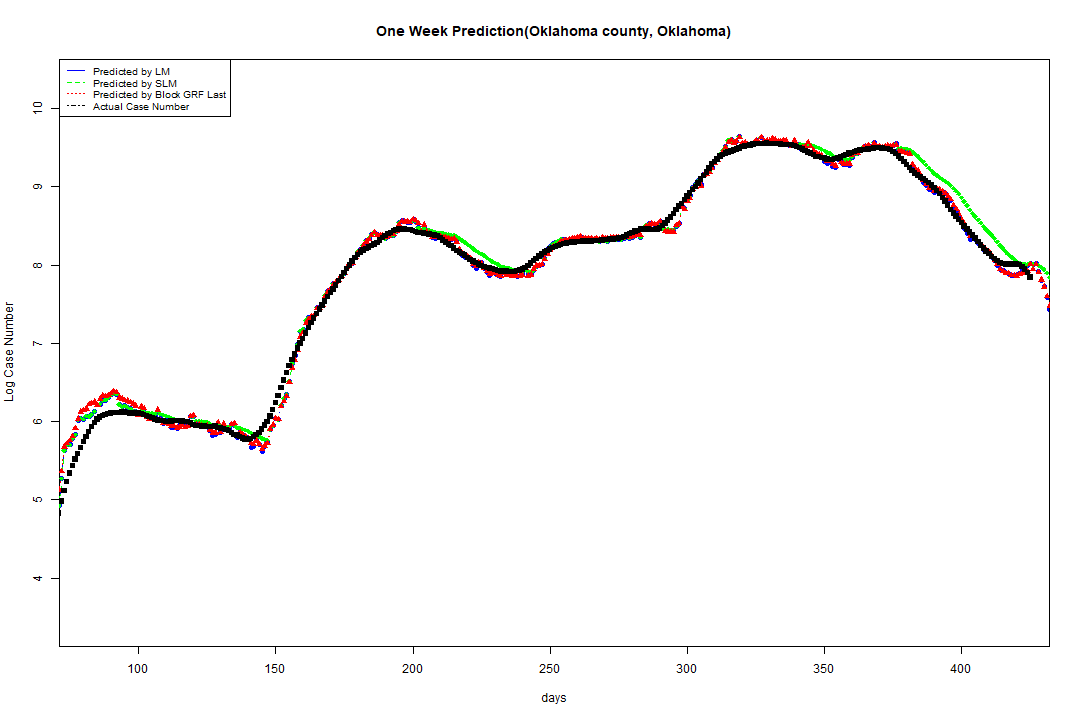 One Week Prediction(Oklahoma county, Oklahoma)
Predicted by LM
Predicted by SLM
Predicted by Block GRF Last
Actual Case Number
10
9
8
7
6
5
4
Log Case Number
100 150 200 250 300 350 400
days